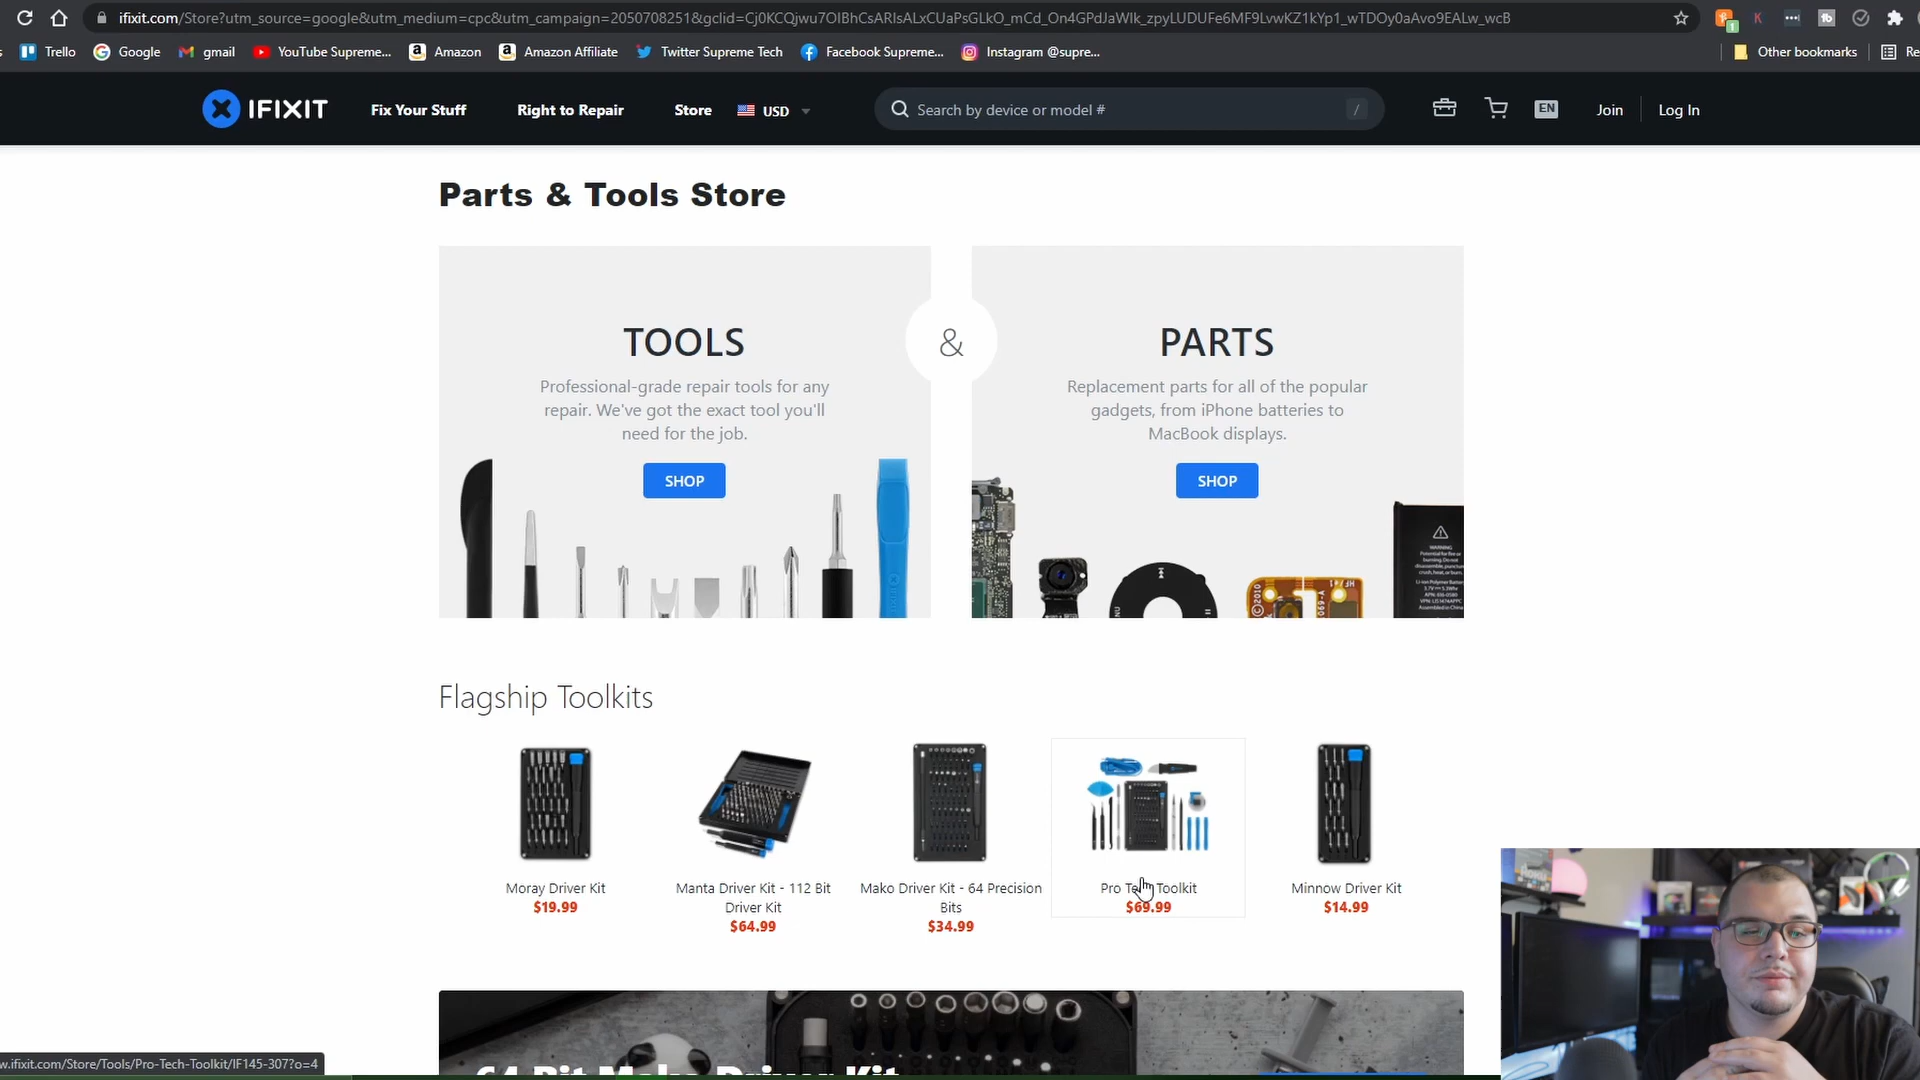 ifixit.com/Store?utm_source=google&utm_medium=cpc&utm_campaign=2050708251&gclid=Cj0KCQjwu7OIBhCsARIsALxCUaPsGLkO_mCd_On4GPdJaWIk_zpyLUDUFe6MF9LvwKZ1kYp1_wTDOy0aAvo9EALw_wcB
Trello Google gmail YouTube Supreme... Amazon Amazon Affiliate Twitter Supreme Tech Facebook Supreme... Instagram @supre... Other bookmarks Re
IFIXIT Fix Your Stuff Right to Repair Store USD Search by device or model # / EN Join Log In
Parts & Tools Store
TOOLS & PARTS
Professional-grade repair tools for any
repair. We've got the exact tool you'll
need for the job.
SHOP
Replacement parts for all of the popular
gadgets, from iPhone batteries to
MacBook displays.
SHOP
Flagship Toolkits
Moray Driver Kit
$19.99
Manta Driver Kit - 112 Bit
Driver Kit
$64.99
Mako Driver Kit - 64 Precision
Bits
$34.99
Pro Tech Toolkit
$69.99
Minnow Driver Kit
$14.99
64 Bit Mako Driver Kit
w.ifixit.com/Store/Tools/Pro-Tech-Toolkit/IF145-307?o=4